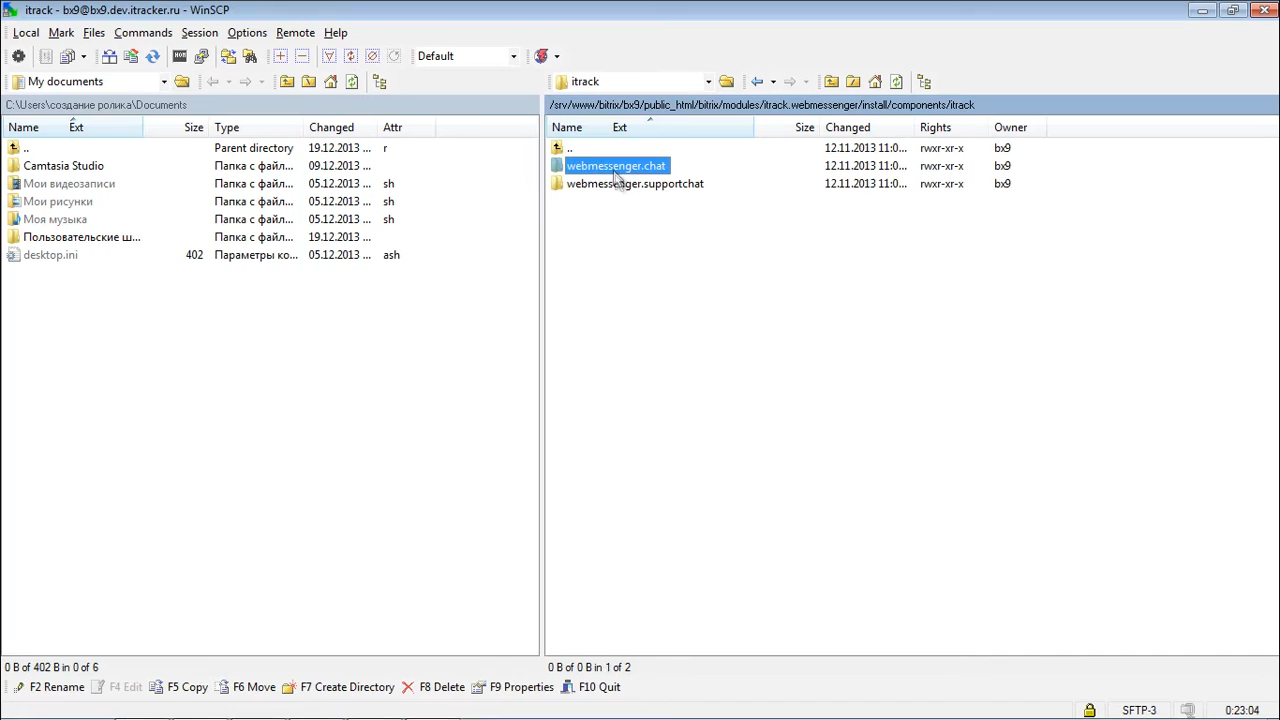 itrack - bx9@bx9.dev.itracker.ru - WinSCP
Local Mark Files Commands Session Options Remote Help
Default
My documents
itrack
C:\Users\создание ролика\Documents
/srv/www/bitrix/bx9/public_html/bitrix/modules/itrack.webmessenger/install/components/itrack
Name Ext Size Type Changed Attr
Name Ext Size Changed Rights Owner
.. Parent directory 19.12.2013 ... r
Camtasia Studio Папка с файл... 09.12.2013 ...
Мои видеозаписи Папка с файл... 05.12.2013 ... sh
Мои рисунки Папка с файл... 05.12.2013 ... sh
Моя музыка Папка с файл... 05.12.2013 ... sh
Пользовательские ш... Папка с файл... 19.12.2013 ...
desktop.ini 402 Параметры ко... 05.12.2013 ... ash
.. 12.11.2013 11:0... rwxr-xr-x bx9
webmessenger.chat 12.11.2013 11:0... rwxr-xr-x bx9
webmessenger.supportchat 12.11.2013 11:0... rwxr-xr-x bx9
0 B of 402 B in 0 of 6
0 B of 0 B in 1 of 2
F2 Rename F4 Edit F5 Copy F6 Move F7 Create Directory F8 Delete F9 Properties F10 Quit
SFTP-3 0:23:04